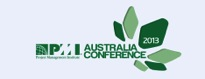 PMI
Project Management Institute
AUSTRALIA
CONFERENCE
2013